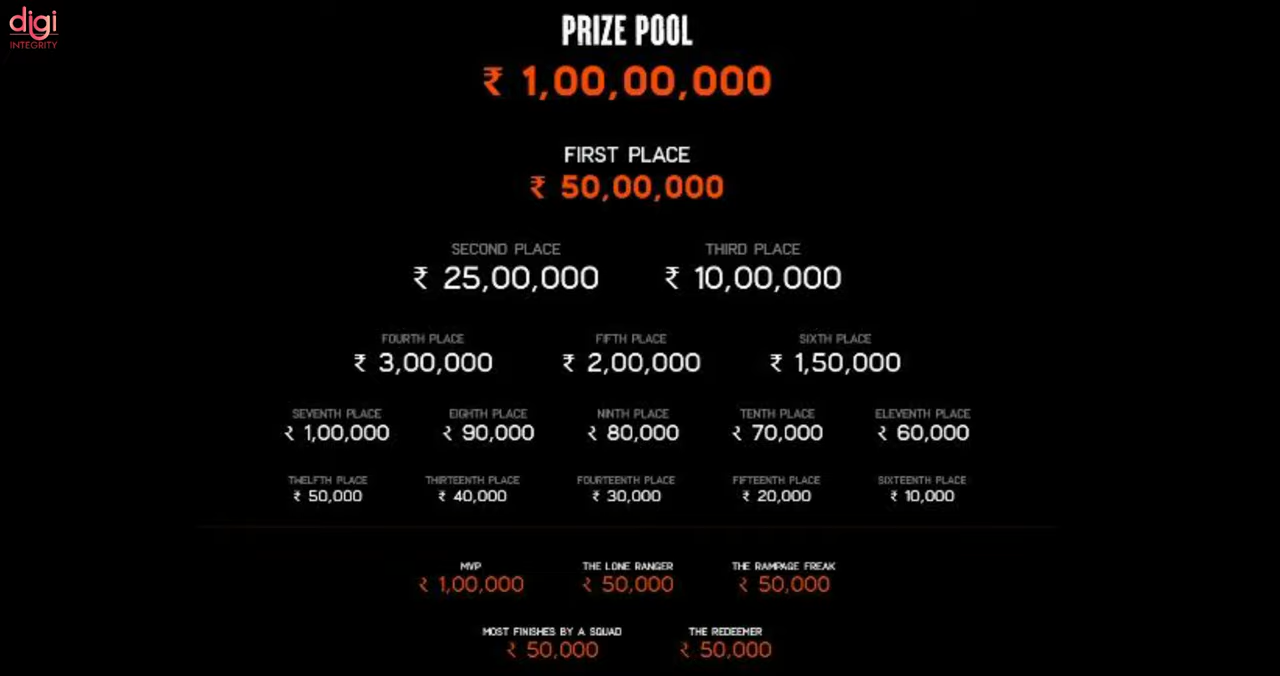 digi
INTEGRITY
PRIZE POOL
₹ 1,00,00,000
FIRST PLACE
₹ 50,00,000
SECOND PLACE THIRD PLACE
₹ 25,00,000 ₹ 10,00,000
FOURTH PLACE FIFTH PLACE SIXTH PLACE
₹ 3,00,000 ₹ 2,00,000 ₹ 1,50,000
SEVENTH PLACE EIGHTH PLACE NINTH PLACE TENTH PLACE ELEVENTH PLACE
₹ 1,00,000 ₹ 90,000 ₹ 80,000 ₹ 70,000 ₹ 60,000
TWELFTH PLACE THIRTEENTH PLACE FOURTEENTH PLACE FIFTEENTH PLACE SIXTEENTH PLACE
₹ 50,000 ₹ 40,000 ₹ 30,000 ₹ 20,000 ₹ 10,000
MVP THE LONE RANGER THE RAMPAGE FREAK
₹ 1,00,000 ₹ 50,000 ₹ 50,000
MOST FINISHES BY A SQUAD THE REDEEMER
₹ 50,000 ₹ 50,000